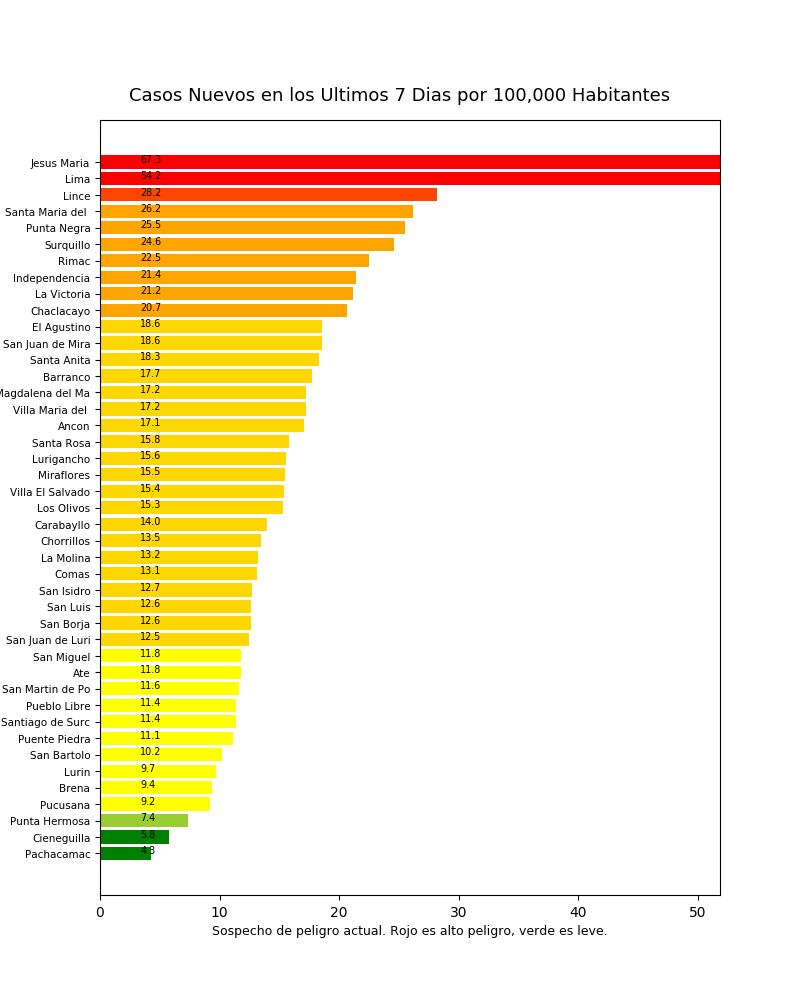 Casos Nuevos en los Ultimos 7 Dias por 100,000 Habitantes
Jesus Maria 67.3
Lima 54.2
Lince 28.2
Santa Maria del 26.2
Punta Negra 25.5
Surquillo 24.6
Rimac 22.5
Independencia 21.4
La Victoria 21.2
Chaclacayo 20.7
El Agustino 18.6
San Juan de Mira 18.6
Santa Anita 18.3
Barranco 17.7
Magdalena del Ma 17.2
Villa Maria del 17.2
Ancon 17.1
Santa Rosa 15.8
Lurigancho 15.6
Miraflores 15.5
Villa El Salvado 15.4
Los Olivos 15.3
Carabayllo 14.0
Chorrillos 13.5
La Molina 13.2
Comas 13.1
San Isidro 12.7
San Luis 12.6
San Borja 12.6
San Juan de Luri 12.5
San Miguel 11.8
Ate 11.8
San Martin de Po 11.6
Pueblo Libre 11.4
Santiago de Surc 11.4
Puente Piedra 11.1
San Bartolo 10.2
Lurin 9.7
Brena 9.4
Pucusana 9.2
Punta Hermosa 7.4
Cieneguilla 5.8
Pachacamac 4.3
0 10 20 30 40 50
Sospecho de peligro actual. Rojo es alto peligro, verde es leve.